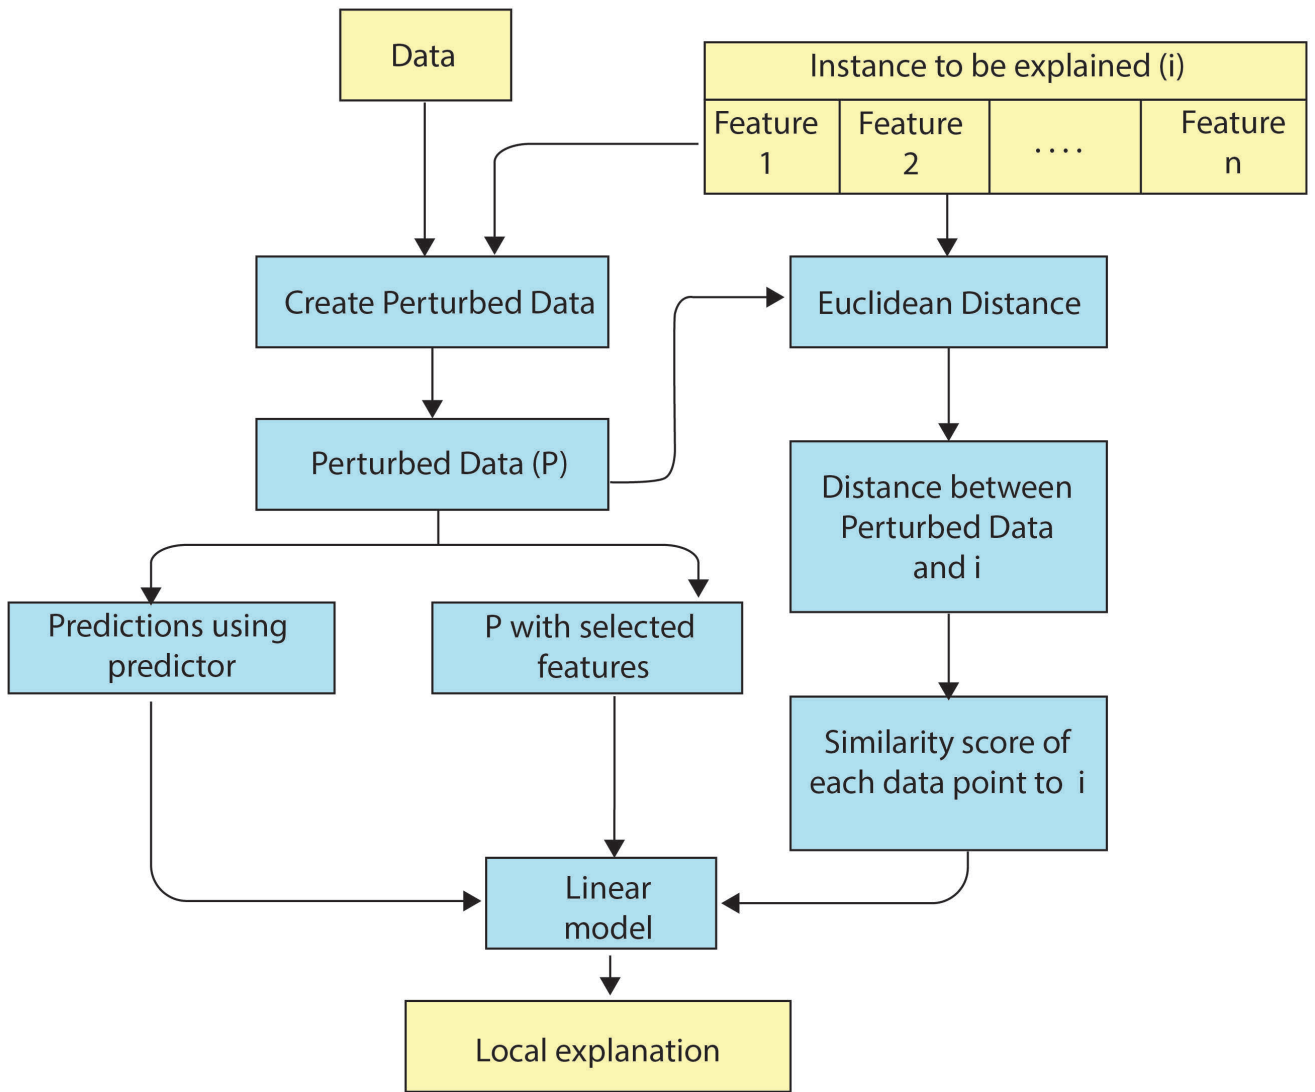 Data
Instance to be explained (i)
Feature
1
Feature
2
....
Feature
n
Create Perturbed Data
Euclidean Distance
Perturbed Data (P)
Distance between
Perturbed Data
and i
Predictions using
predictor
P with selected
features
Similarity score of
each data point to i
Linear
model
Local explanation